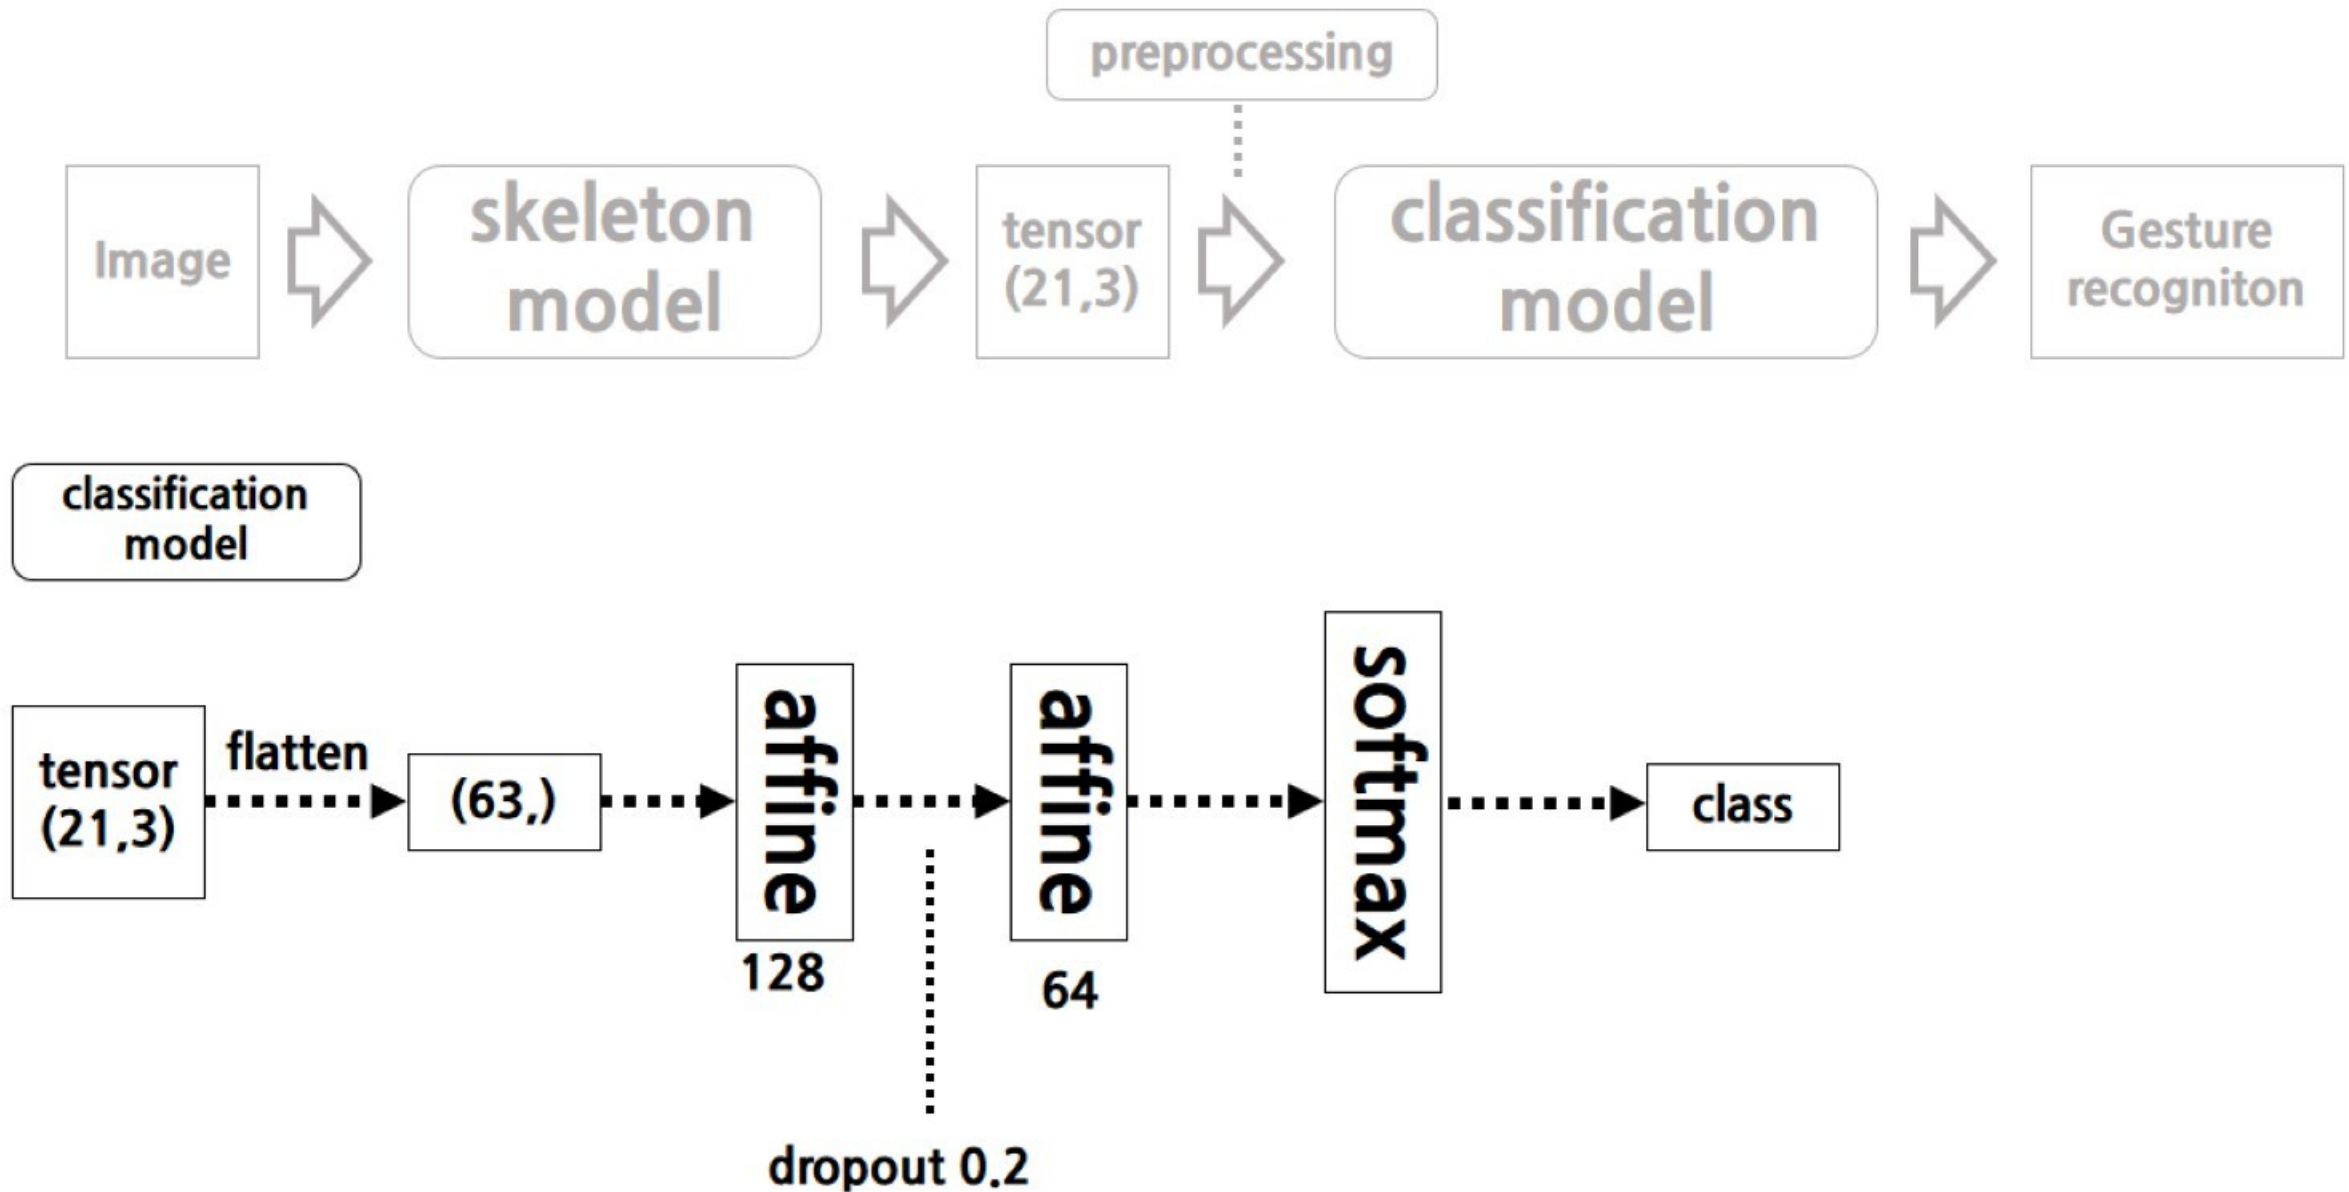 preprocessing
Image
skeleton
model
tensor
(21,3)
classification
model
Gesture
recogniton
classification
model
tensor
(21,3)
flatten
(63,)
affine
128
affine
64
softmax
class
dropout 0.2